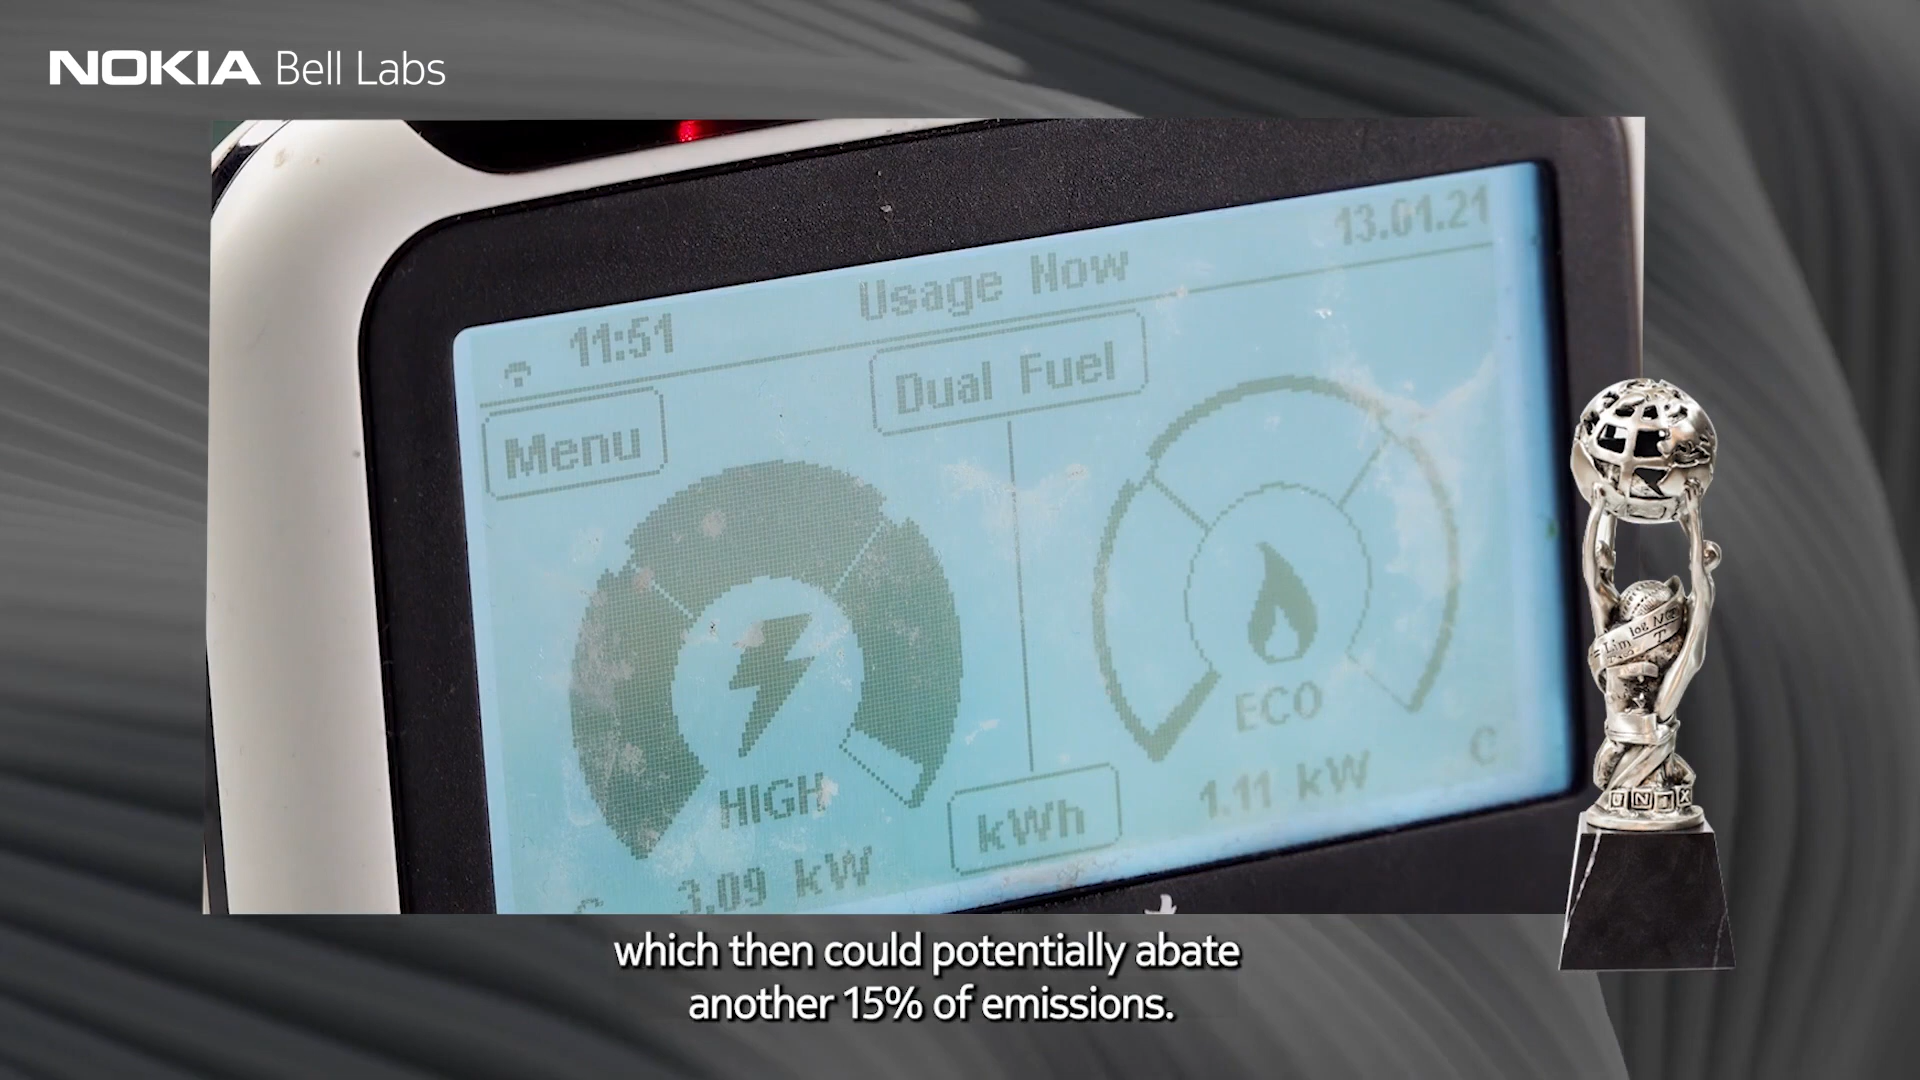 NOKIA Bell Labs
13.01.21
Usage Now
11:51
Dual Fuel
Menu
HIGH
ECO
3.09 kW
kWh
1.11 kW
C
UNIX
which then could potentially abate
another 15% of emissions.